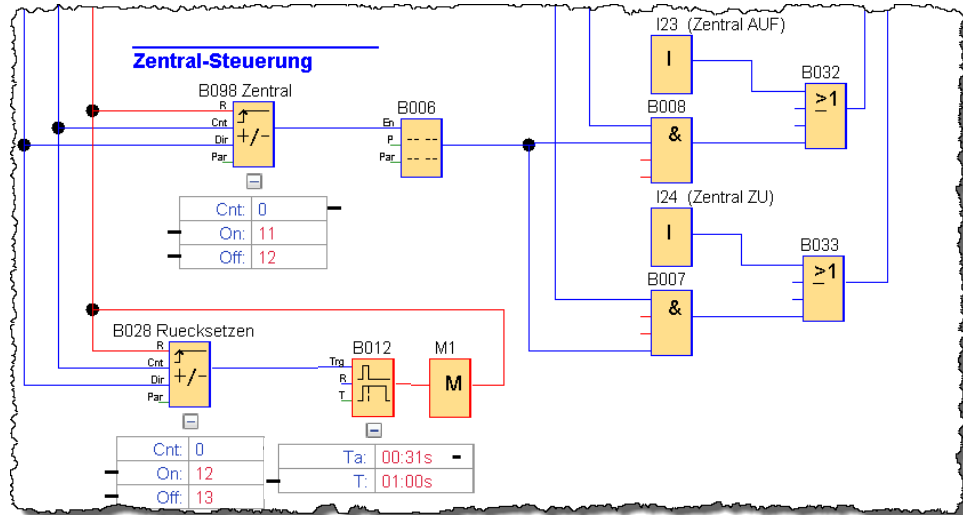 Zentral-Steuerung
B098 Zentral
R
Cnt
Dir
Par
+/-
Cnt: 0
On: 11
Off: 12
B006
En
P
Par
I23 (Zentral AUF)
I
B008
&
B032
≥1
I24 (Zentral ZU)
I
B007
&
B033
≥1
B028 Ruecksetzen
R
Cnt
Dir
Par
+/-
Cnt: 0
On: 12
Off: 13
B012
Trg
R
T
Ta: 00:31s
T: 01:00s
M1
M